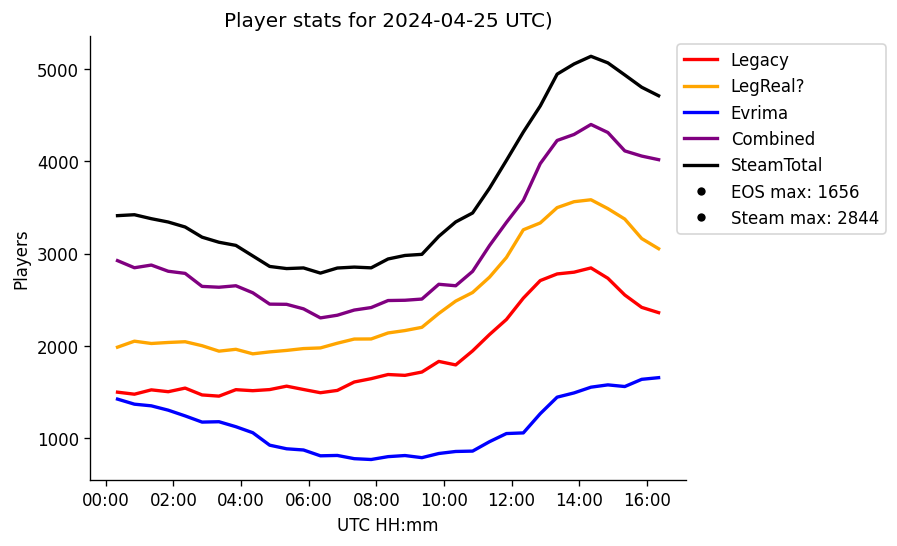 Player stats for 2024-04-25 UTC)
Legacy
LegReal?
Evrima
Combined
SteamTotal
EOS max: 1656
Steam max: 2844
Players
5000
4000
3000
2000
1000
00:00 02:00 04:00 06:00 08:00 10:00 12:00 14:00 16:00
UTC HH:mm